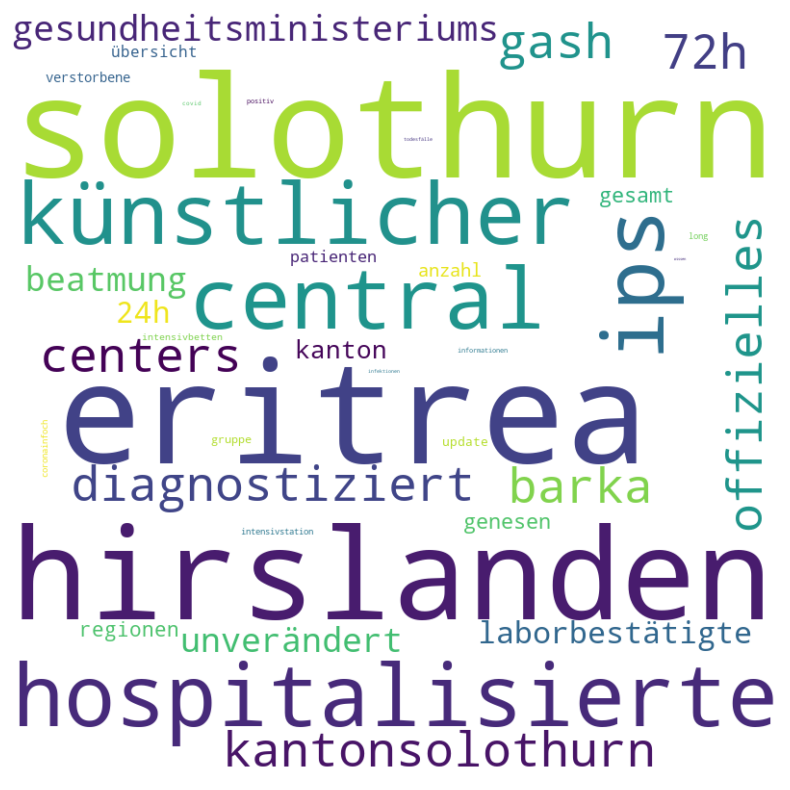 gesundheitsministeriums gash 72h
übersicht
verstorbene covid positiv
solothurn
todesfälle
künstlicher ips gesamt offizielles
patienten long
beatmung central anzahl
24h
intensivbetten
centers kanton informationen
eritrea infektionen
coronainfoch gruppe update
diagnostiziert barka
genesen
hirslanden
intensivstation
regionen unverändert laborbestätigte
hospitalisierte
kantonsolothurn